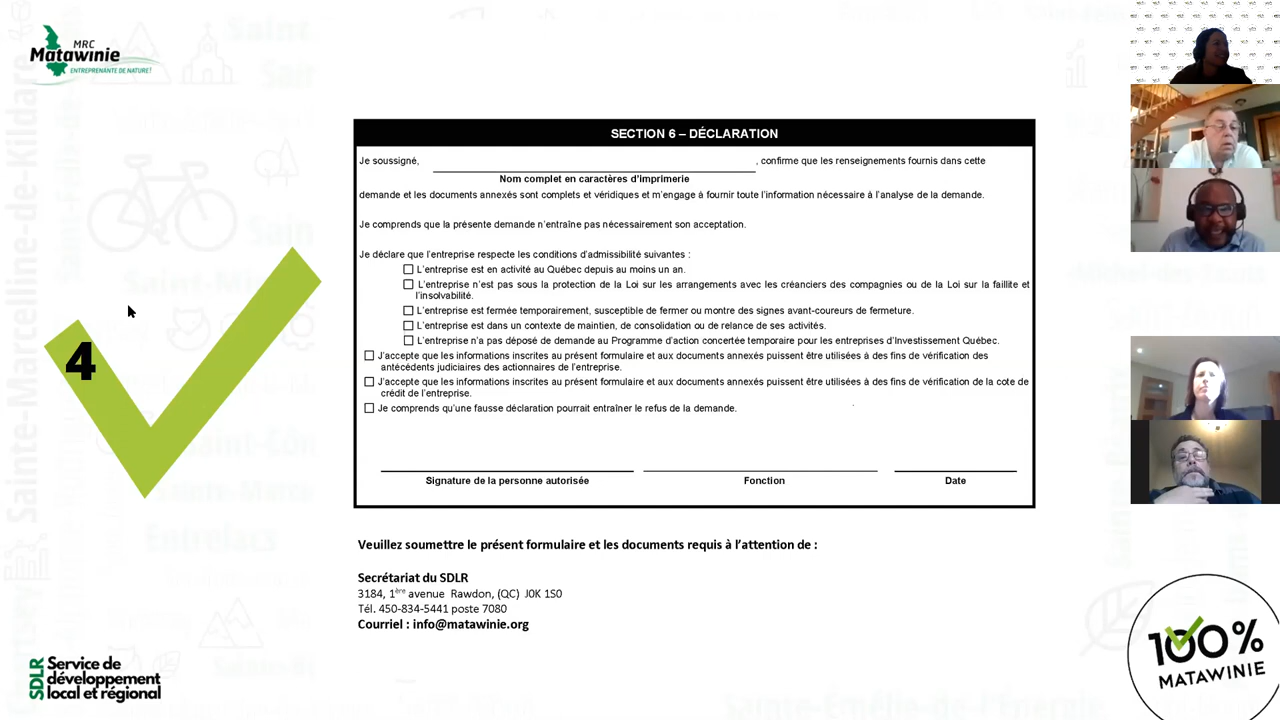 MRC
Matawinie
ENTREPRENANTE DE NATURE!
SECTION 6 – DÉCLARATION
Je soussigné, , confirme que les renseignements fournis dans cette
Nom complet en caractères d'imprimerie
demande et les documents annexés sont complets et véridiques et m'engage à fournir toute l'information nécessaire à l'analyse de la demande.
Je comprends que la présente demande n'entraîne pas nécessairement son acceptation.
Je déclare que l'entreprise respecte les conditions d'admissibilité suivantes :
L'entreprise est en activité au Québec depuis au moins un an.
L'entreprise n'est pas sous la protection de la Loi sur les arrangements avec les créanciers des compagnies ou de la Loi sur la faillite et
l'insolvabilité.
L'entreprise est fermée temporairement, susceptible de fermer ou montre des signes avant-coureurs de fermeture.
L'entreprise est dans un contexte de maintien, de consolidation ou de relance de ses activités.
L'entreprise n'a pas déposé de demande au Programme d'action concertée temporaire pour les entreprises d'Investissement Québec.
J'accepte que les informations inscrites au présent formulaire et aux documents annexés puissent être utilisées à des fins de vérification des
antécédents judiciaires des actionnaires de l'entreprise.
J'accepte que les informations inscrites au présent formulaire et aux documents annexés puissent être utilisées à des fins de vérification de la cote de
crédit de l'entreprise.
Je comprends qu'une fausse déclaration pourrait entraîner le refus de la demande.
Signature de la personne autorisée Fonction Date
4
Veuillez soumettre le présent formulaire et les documents requis à l'attention de :
Secrétariat du SDLR
3184, 1ère avenue Rawdon, (QC) J0K 1S0
Tél. 450-834-5441 poste 7080
Courriel : info@matawinie.org
SDLR
Service de
développement
local et régional
100%
MATAWINIE
Sainte-Marcelline-de-Kildare
Entrelacs
Sainte-Émélie-de-l'Énergie